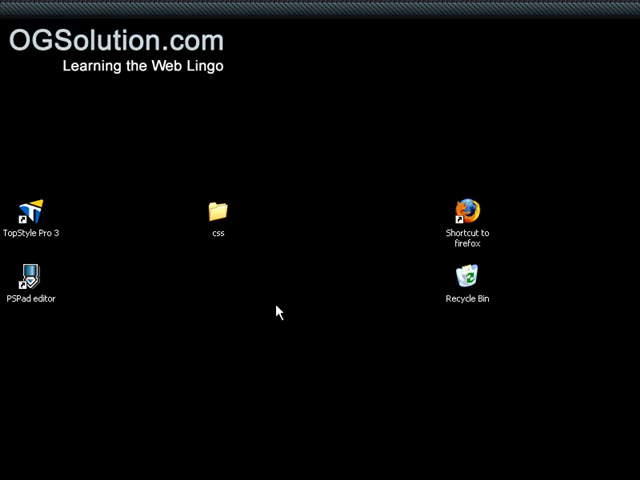 OGSolution.com
Learning the Web Lingo
TopStyle Pro 3
css
Shortcut to
firefox
PSPad editor
Recycle Bin